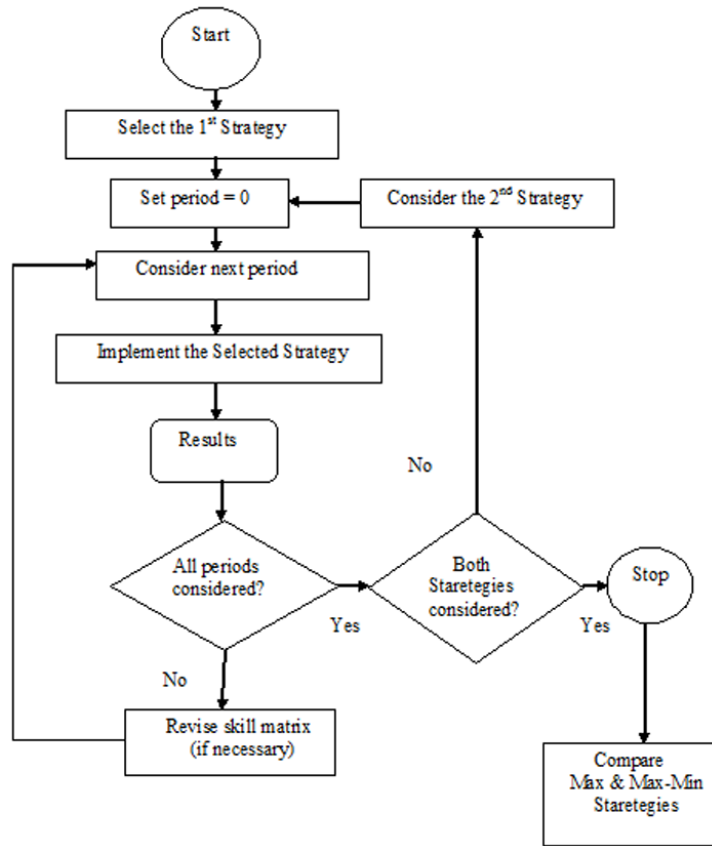 Start
Select the 1st Strategy
Set period = 0
Consider the 2nd Strategy
Consider next period
Implement the Selected Strategy
Results
No
All periods
considered?
Yes
Both
Staretegies
considered?
Yes
Stop
No
Revise skill matrix
(if necessary)
Compare
Max & Max-Min
Staretegies